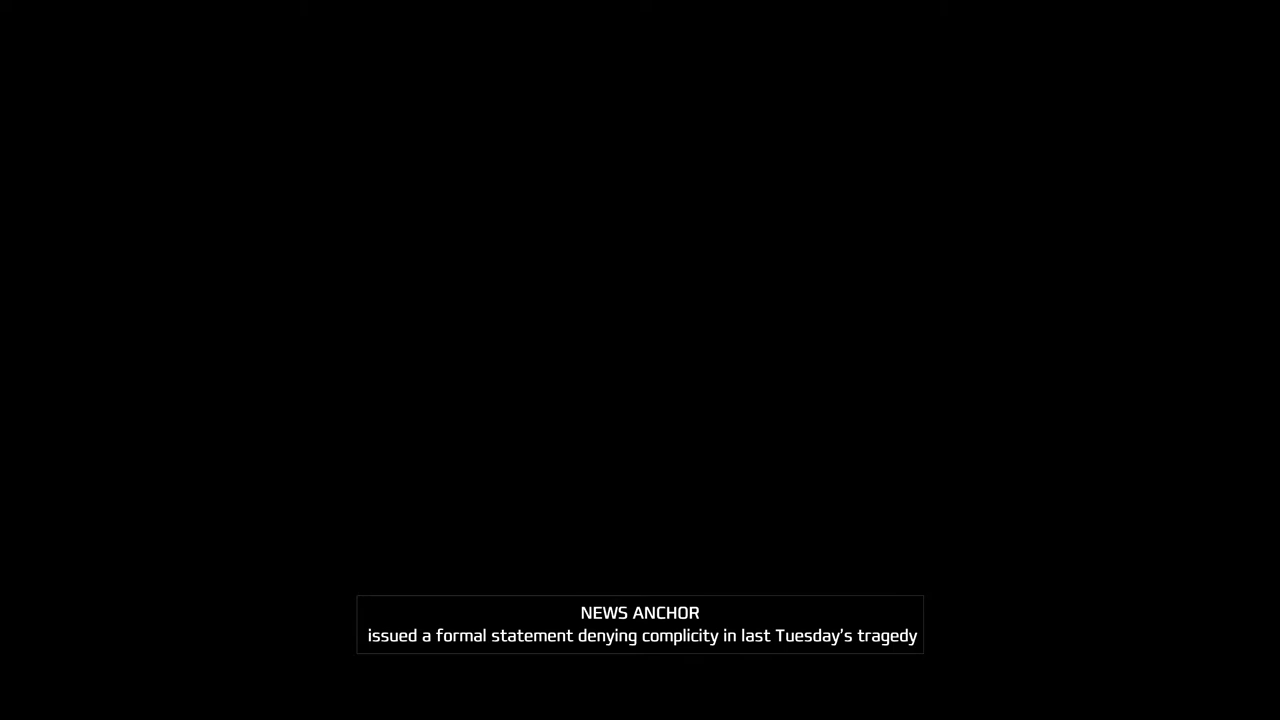 NEWS ANCHOR
issued a formal statement denying complicity in last Tuesday's tragedy